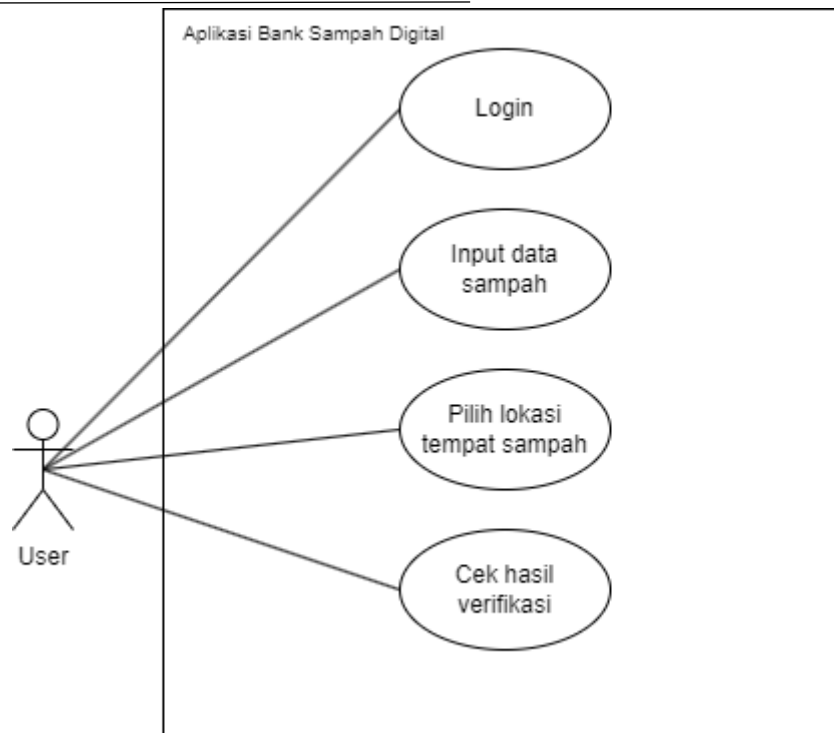 Aplikasi Bank Sampah Digital
Login
Input data
sampah
Pilih lokasi
tempat sampah
User
Cek hasil
verifikasi